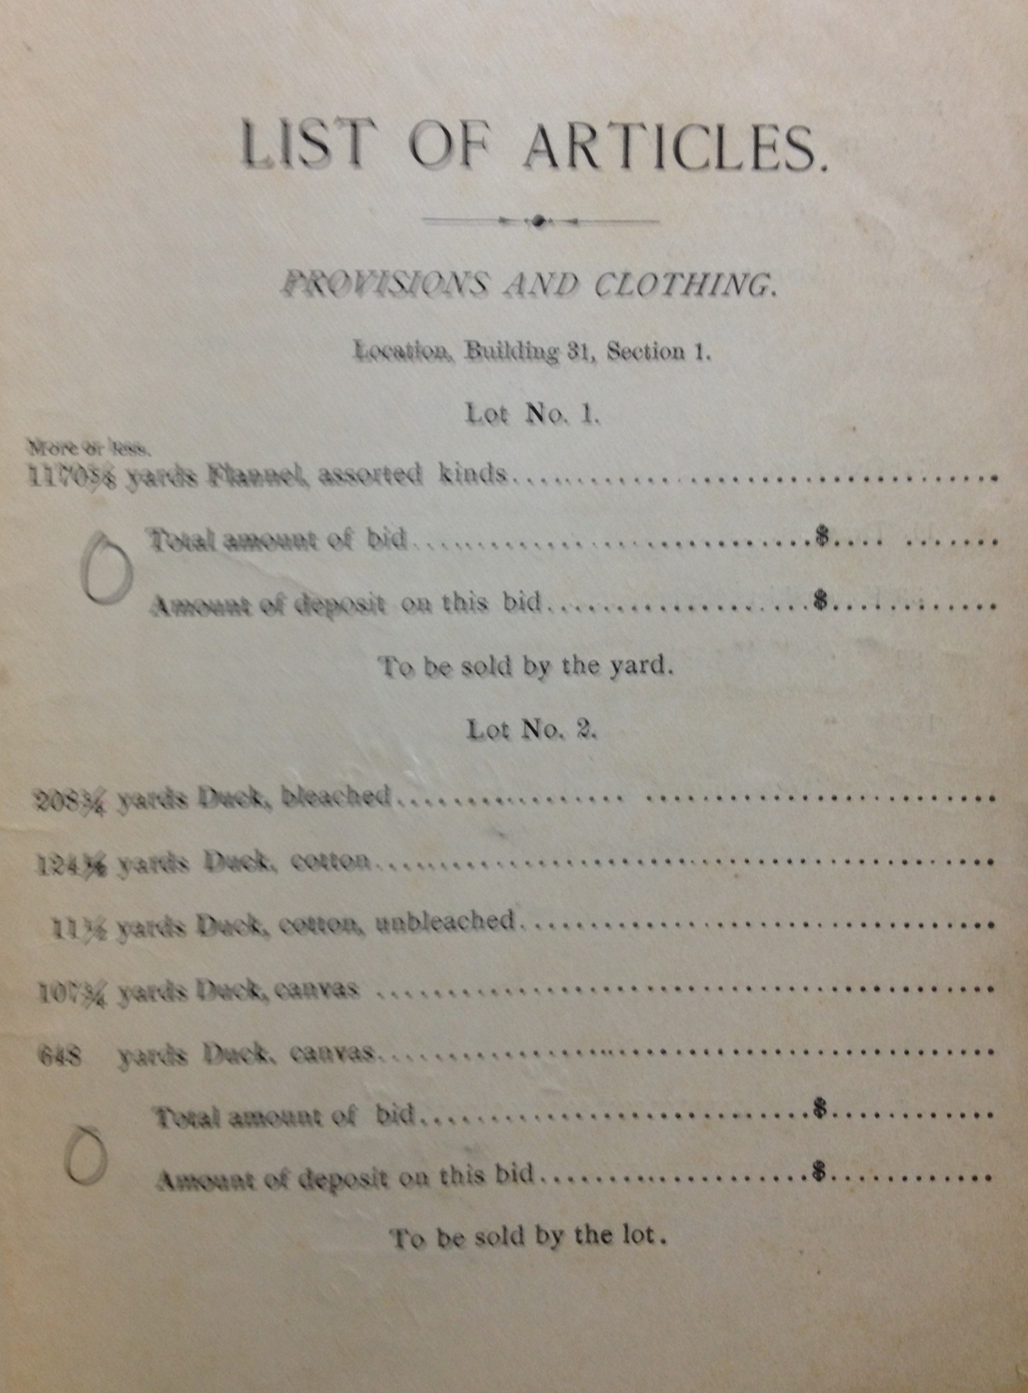 LIST OF ARTICLES.
PROVISIONS AND CLOTHING.
Location, Building 31, Section 1.
Lot No. 1.
More or less.
yards Flannel, assorted kinds
Total amount of bid $
O
Amount of deposit on this bid $
To be sold by the yard.
Lot No. 2.
208¾ yards Duck, bleached
yards Duck, cotton
11½ yards Duck, cotton, unbleached
107¾ yards Duck, canvas
648 yards Duck, canvas
Total amount of bid $
O
Amount of deposit on this bid $
To be sold by the lot.